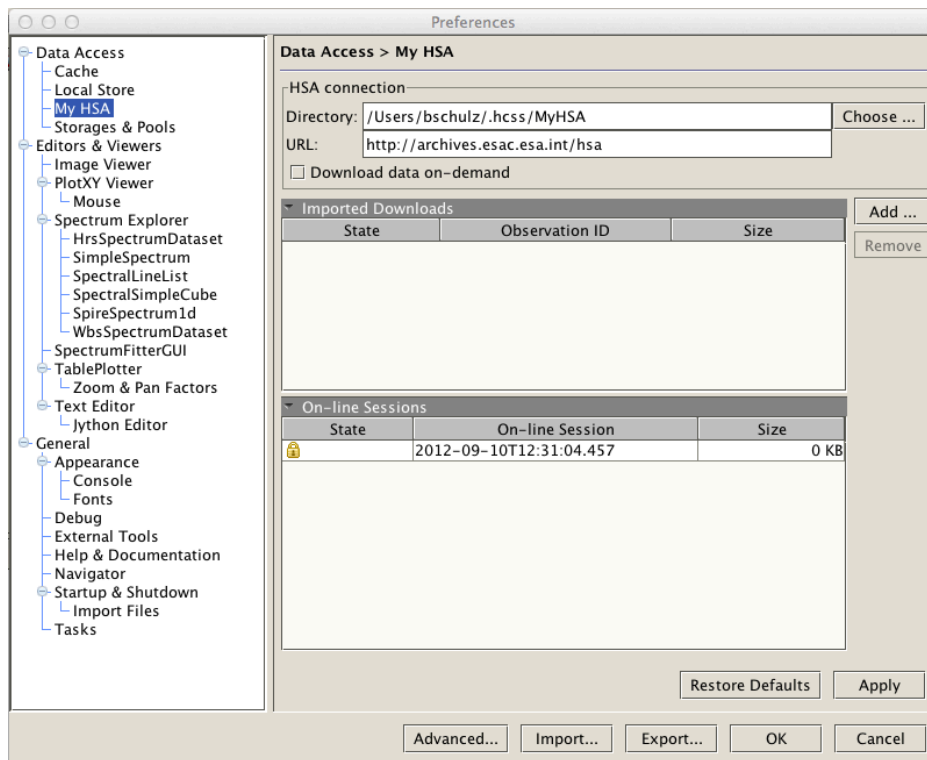 Preferences
Data Access
Cache
Local Store
My HSA
Storages & Pools
Editors & Viewers
Image Viewer
PlotXY Viewer
Mouse
Spectrum Explorer
HrsSpectrumDataset
SimpleSpectrum
SpectralLineList
SpectralSimpleCube
SpireSpectrum1d
WbsSpectrumDataset
SpectrumFitterGUI
TablePlotter
Zoom & Pan Factors
Text Editor
Jython Editor
General
Appearance
Console
Fonts
Debug
External Tools
Help & Documentation
Navigator
Startup & Shutdown
Import Files
Tasks
Data Access > My HSA
HSA connection
Directory: /Users/bschulz/.hcss/MyHSA Choose ...
URL: http://archives.esac.esa.int/hsa
Download data on-demand
Imported Downloads Add ...
State Observation ID Size
Remove
On-line Sessions
State On-line Session Size
2012-09-10T12:31:04.457 0 KB
Restore Defaults Apply
Advanced... Import... Export... OK Cancel